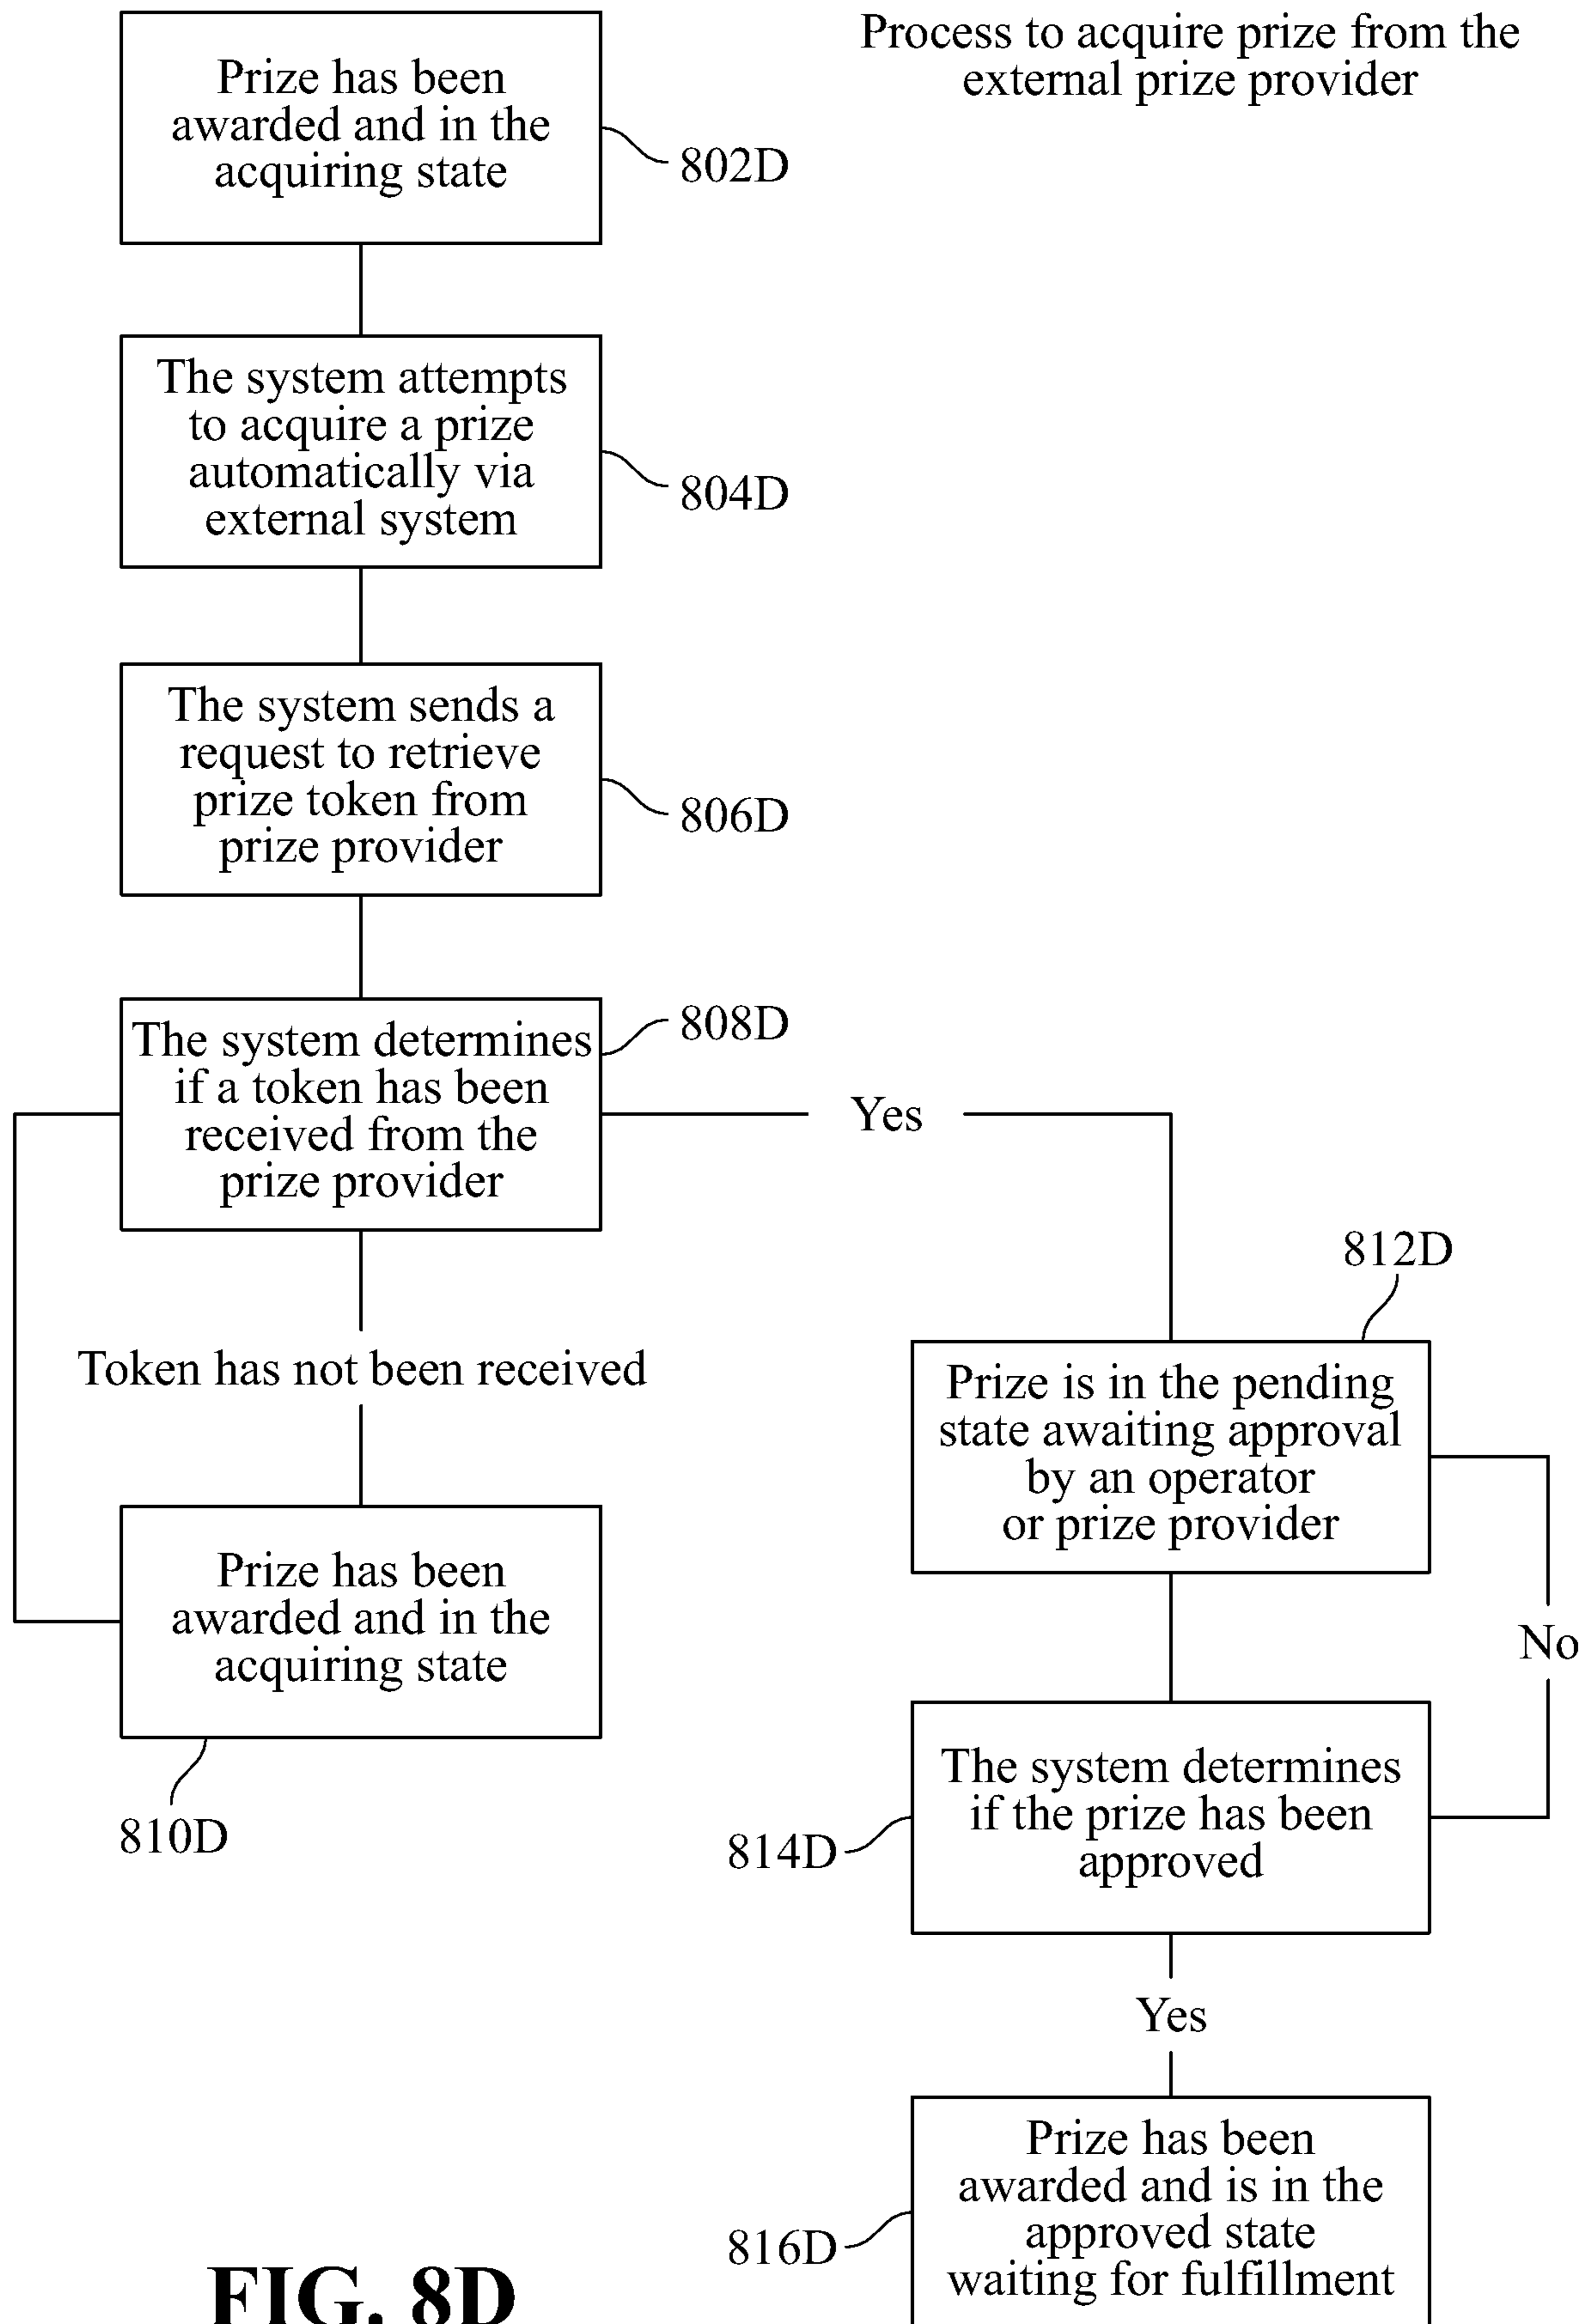 Process to acquire prize from the
external prize provider
Prize has been
awarded and in the
acquiring state
802D
The system attempts
to acquire a prize
automatically via
external system
804D
The system sends a
request to retrieve
prize token from
prize provider
806D
The system determines
if a token has been
received from the
prize provider
808D
Yes
Token has not been received
Prize has been
awarded and in the
acquiring state
810D
812D
Prize is in the pending
state awaiting approval
by an operator
or prize provider
No
The system determines
if the prize has been
approved
814D
Yes
Prize has been
awarded and is in the
approved state
waiting for fulfillment
816D
FIG. 8D